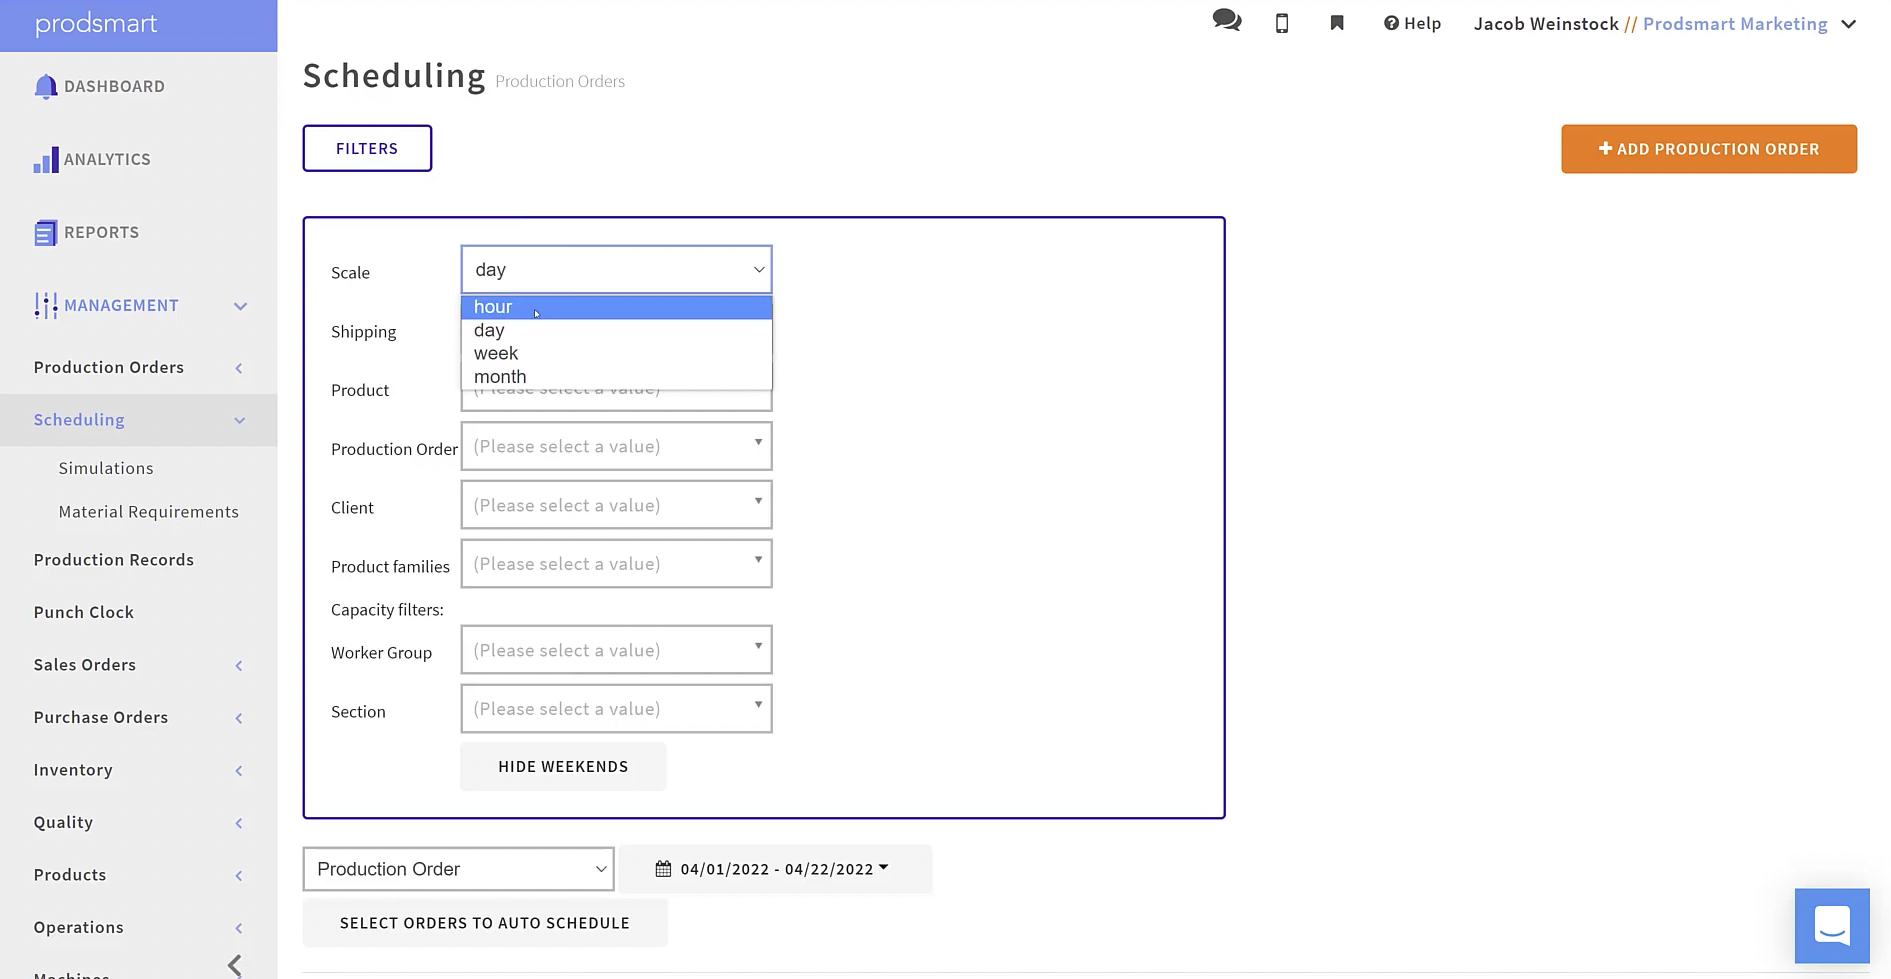 prodsmart
Help
Jacob Weinstock // Prodsmart Marketing
DASHBOARD
ANALYTICS
REPORTS
MANAGEMENT
Production Orders
Scheduling
Simulations
Material Requirements
Production Records
Punch Clock
Sales Orders
Purchase Orders
Inventory
Quality
Products
Operations
Machines
Scheduling Production Orders
FILTERS
+ ADD PRODUCTION ORDER
Scale
day
hour
day
week
month
Shipping
Product
(Please select a value)
Production Order
(Please select a value)
Client
(Please select a value)
Product families
(Please select a value)
Capacity filters:
Worker Group
(Please select a value)
Section
(Please select a value)
HIDE WEEKENDS
Production Order
04/01/2022 - 04/22/2022
SELECT ORDERS TO AUTO SCHEDULE